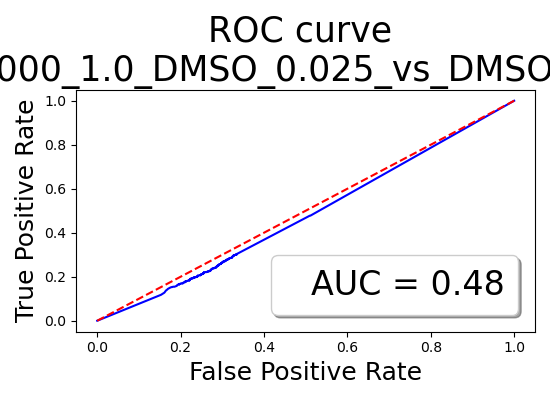 ROC curve
000_1.0_DMSO_0.025_vs_DMSO
1.0
0.8
0.6
0.4
0.2
0.0
True Positive Rate
AUC = 0.48
0.0 0.2 0.4 0.6 0.8 1.0
False Positive Rate